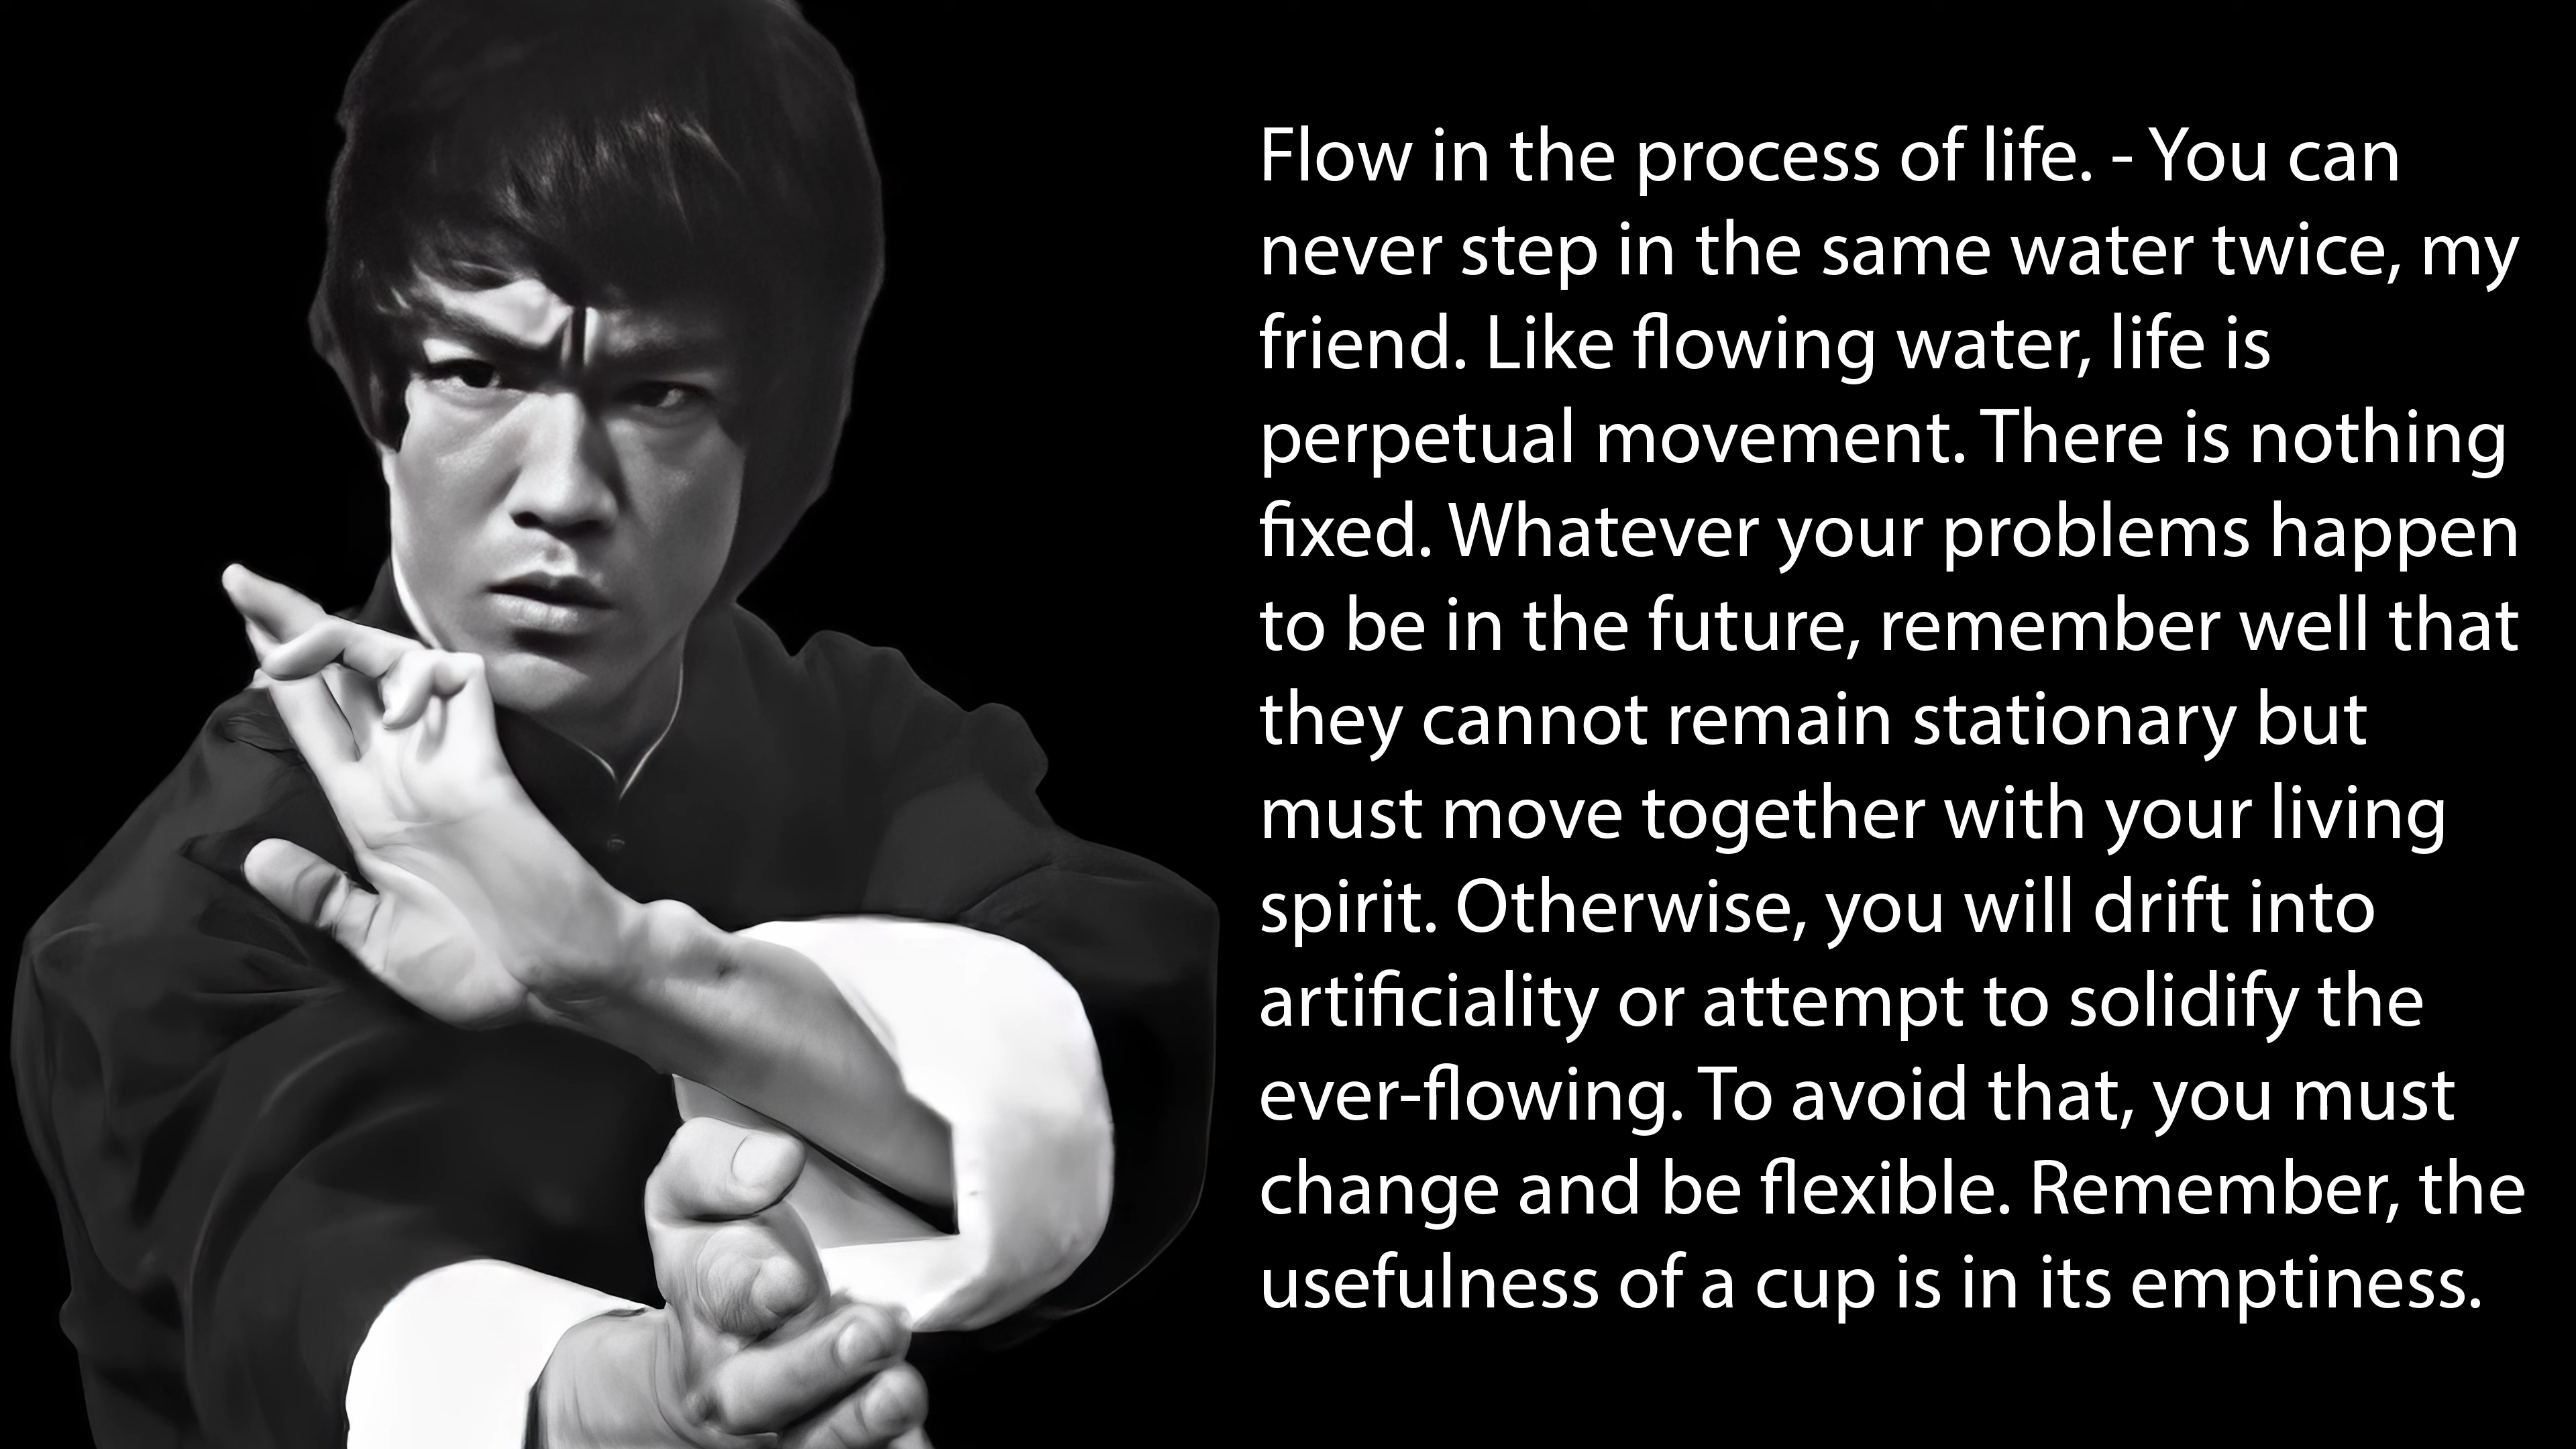 Flow in the process of life. - You can
never step in the same water twice, my
friend. Like flowing water, life is
perpetual movement. There is nothing
fixed. Whatever your problems happen
to be in the future, remember well that
they cannot remain stationary but
must move together with your living
spirit. Otherwise, you will drift into
artificiality or attempt to solidify the
ever-flowing. To avoid that, you must
change and be flexible. Remember, the
usefulness of a cup is in its emptiness.